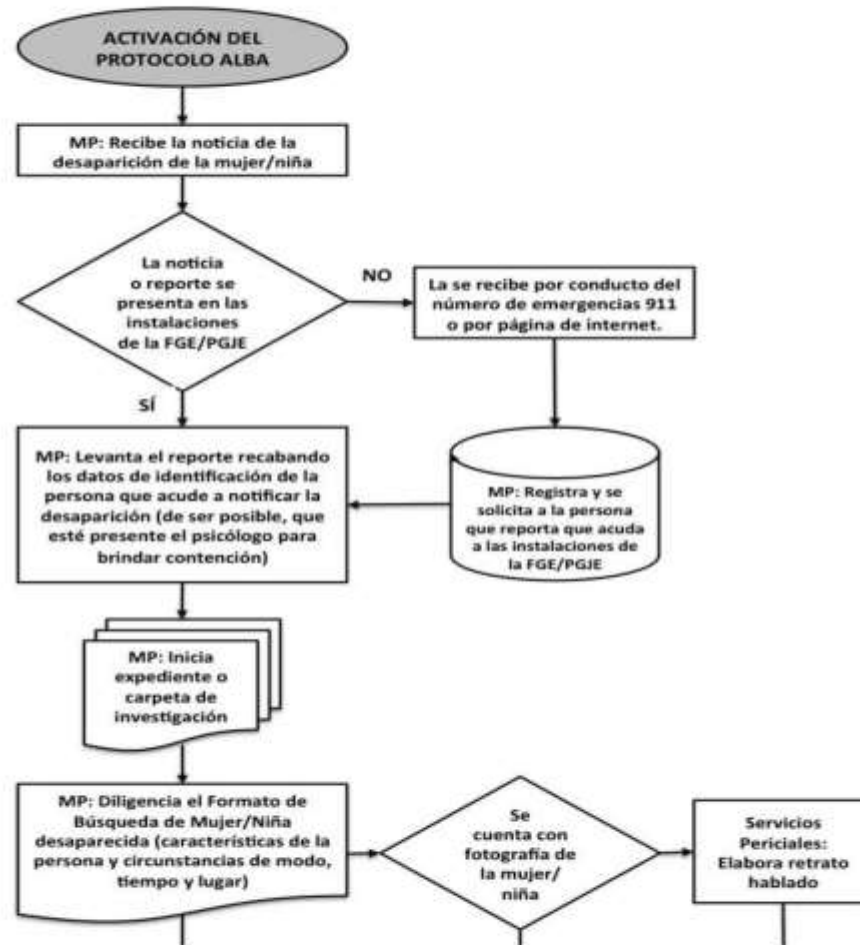 ACTIVACIÓN DEL
PROTOCOLO ALBA
MP: Recibe la noticia de la
desaparición de la mujer/niña
La noticia
o reporte se
presenta en las
instalaciones
de la FGE/PGJE
NO
La se recibe por conducto del
número de emergencias 911
o por página de internet.
SÍ
MP: Levanta el reporte recabando
los datos de identificación de la
persona que acude a notificar la
desaparición (de ser posible, que
esté presente el psicólogo para
brindar contención)
MP: Registra y se
solicita a la persona
que reporta que acuda
a las instalaciones de
la FGE/PGJE
MP: Inicia
expediente o
carpeta de
investigación
MP: Diligencia el Formato de
Búsqueda de Mujer/Niña
desaparecida (características de la
persona y circunstancias de modo,
tiempo y lugar)
Se
cuenta con
fotografía de
la mujer/
niña
Servicios
Periciales:
Elabora retrato
hablado